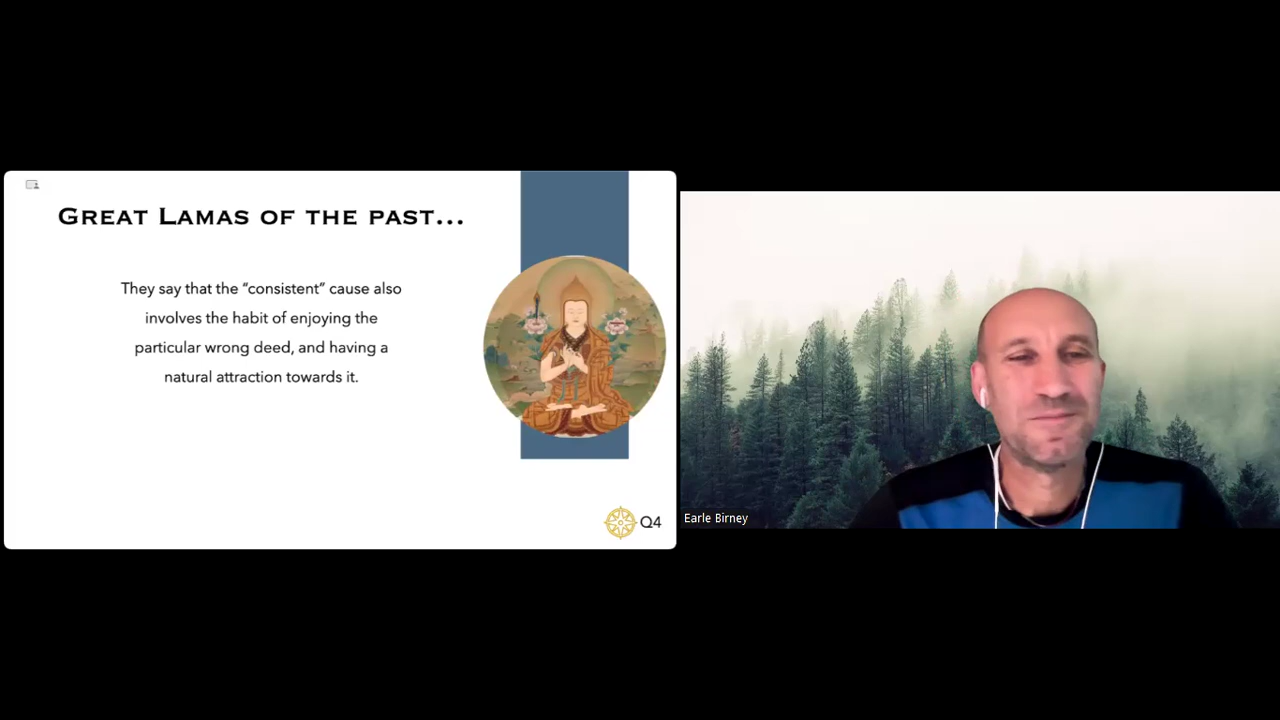 Great Lamas of the past...
They say that the “consistent” cause also
involves the habit of enjoying the
particular wrong deed, and having a
natural attraction towards it.
Q4
Earle Birney